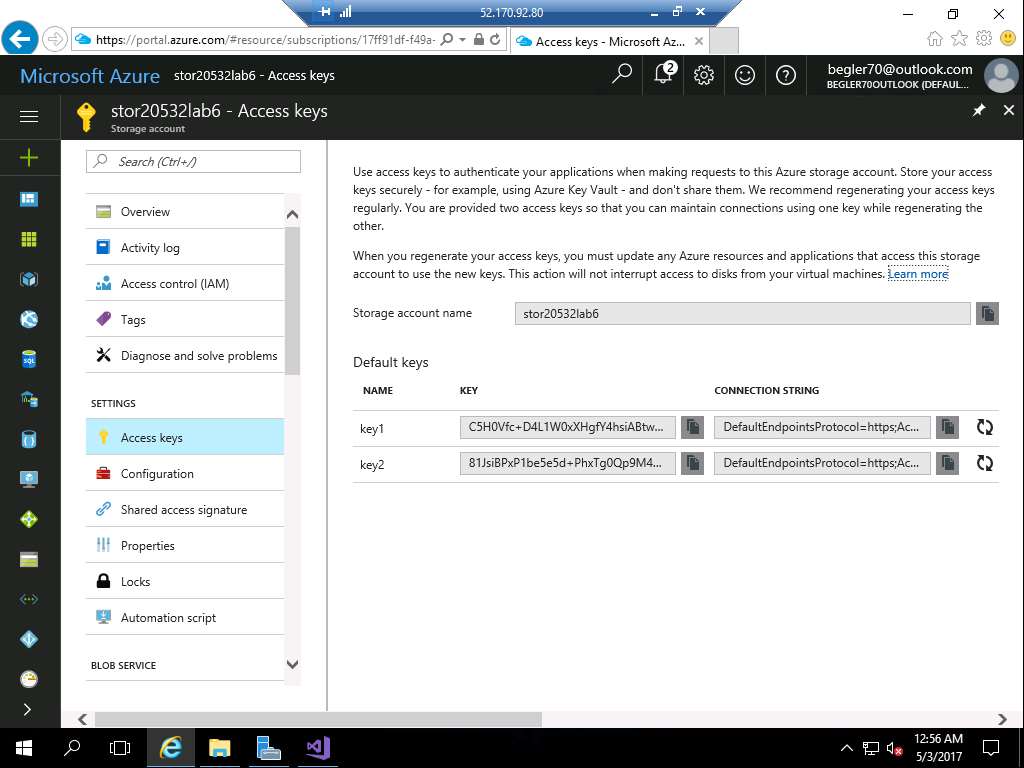 52.170.92.80
https://portal.azure.com/#resource/subscriptions/17ff91df-f49a-
Access keys - Microsoft Az...
Microsoft Azure
stor20532lab6 - Access keys
2
begler70@outlook.com
BEGLER70OUTLOOK (DEFAUL...
stor20532lab6 - Access keys
Storage account
Search (Ctrl+/)
Overview
Activity log
Access control (IAM)
Tags
Diagnose and solve problems
SETTINGS
Access keys
Configuration
Shared access signature
Properties
Locks
Automation script
BLOB SERVICE
Use access keys to authenticate your applications when making requests to this Azure storage account. Store your access
keys securely - for example, using Azure Key Vault - and don't share them. We recommend regenerating your access keys
regularly. You are provided two access keys so that you can maintain connections using one key while regenerating the
other.
When you regenerate your access keys, you must update any Azure resources and applications that access this storage
account to use the new keys. This action will not interrupt access to disks from your virtual machines. Learn more
Storage account name
stor20532lab6
Default keys
NAME KEY CONNECTION STRING
key1 C5H0Vfc+D4L1W0xXHgfY4hsiABtw... DefaultEndpointsProtocol=https;Ac...
key2 81JsiBPxP1be5e5d+PhxTg0Qp9M4... DefaultEndpointsProtocol=https;Ac...
SQL
12:56 AM
5/3/2017